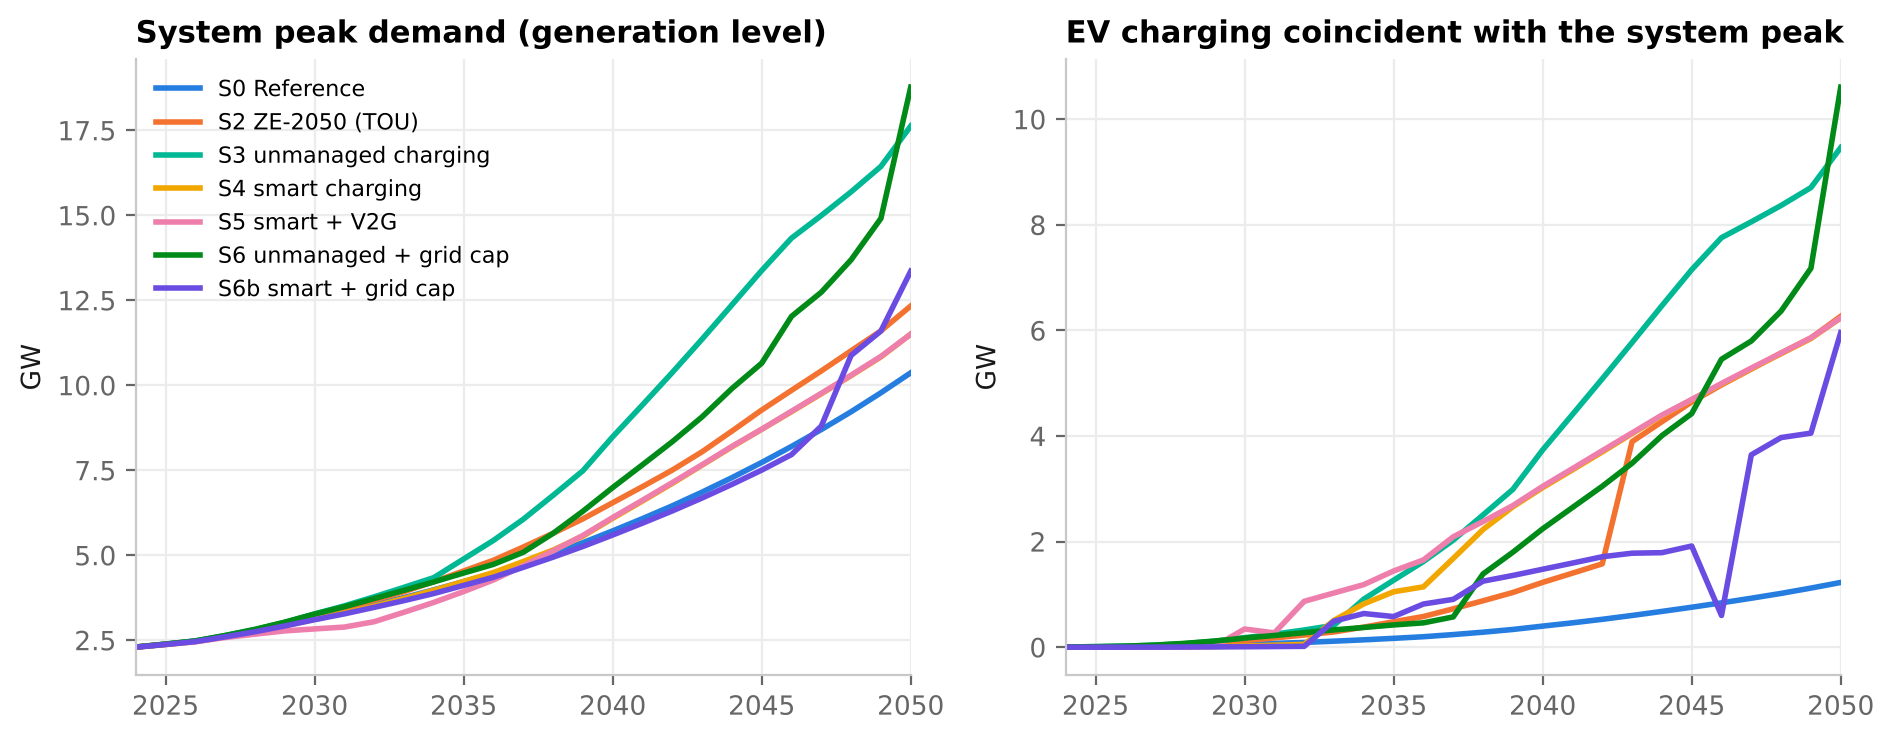 System peak demand (generation level)
GW
17.5
15.0
12.5
10.0
7.5
5.0
2.5
S0 Reference
S2 ZE-2050 (TOU)
S3 unmanaged charging
S4 smart charging
S5 smart + V2G
S6 unmanaged + grid cap
S6b smart + grid cap
2025 2030 2035 2040 2045 2050
EV charging coincident with the system peak
GW
10
8
6
4
2
0
2025 2030 2035 2040 2045 2050